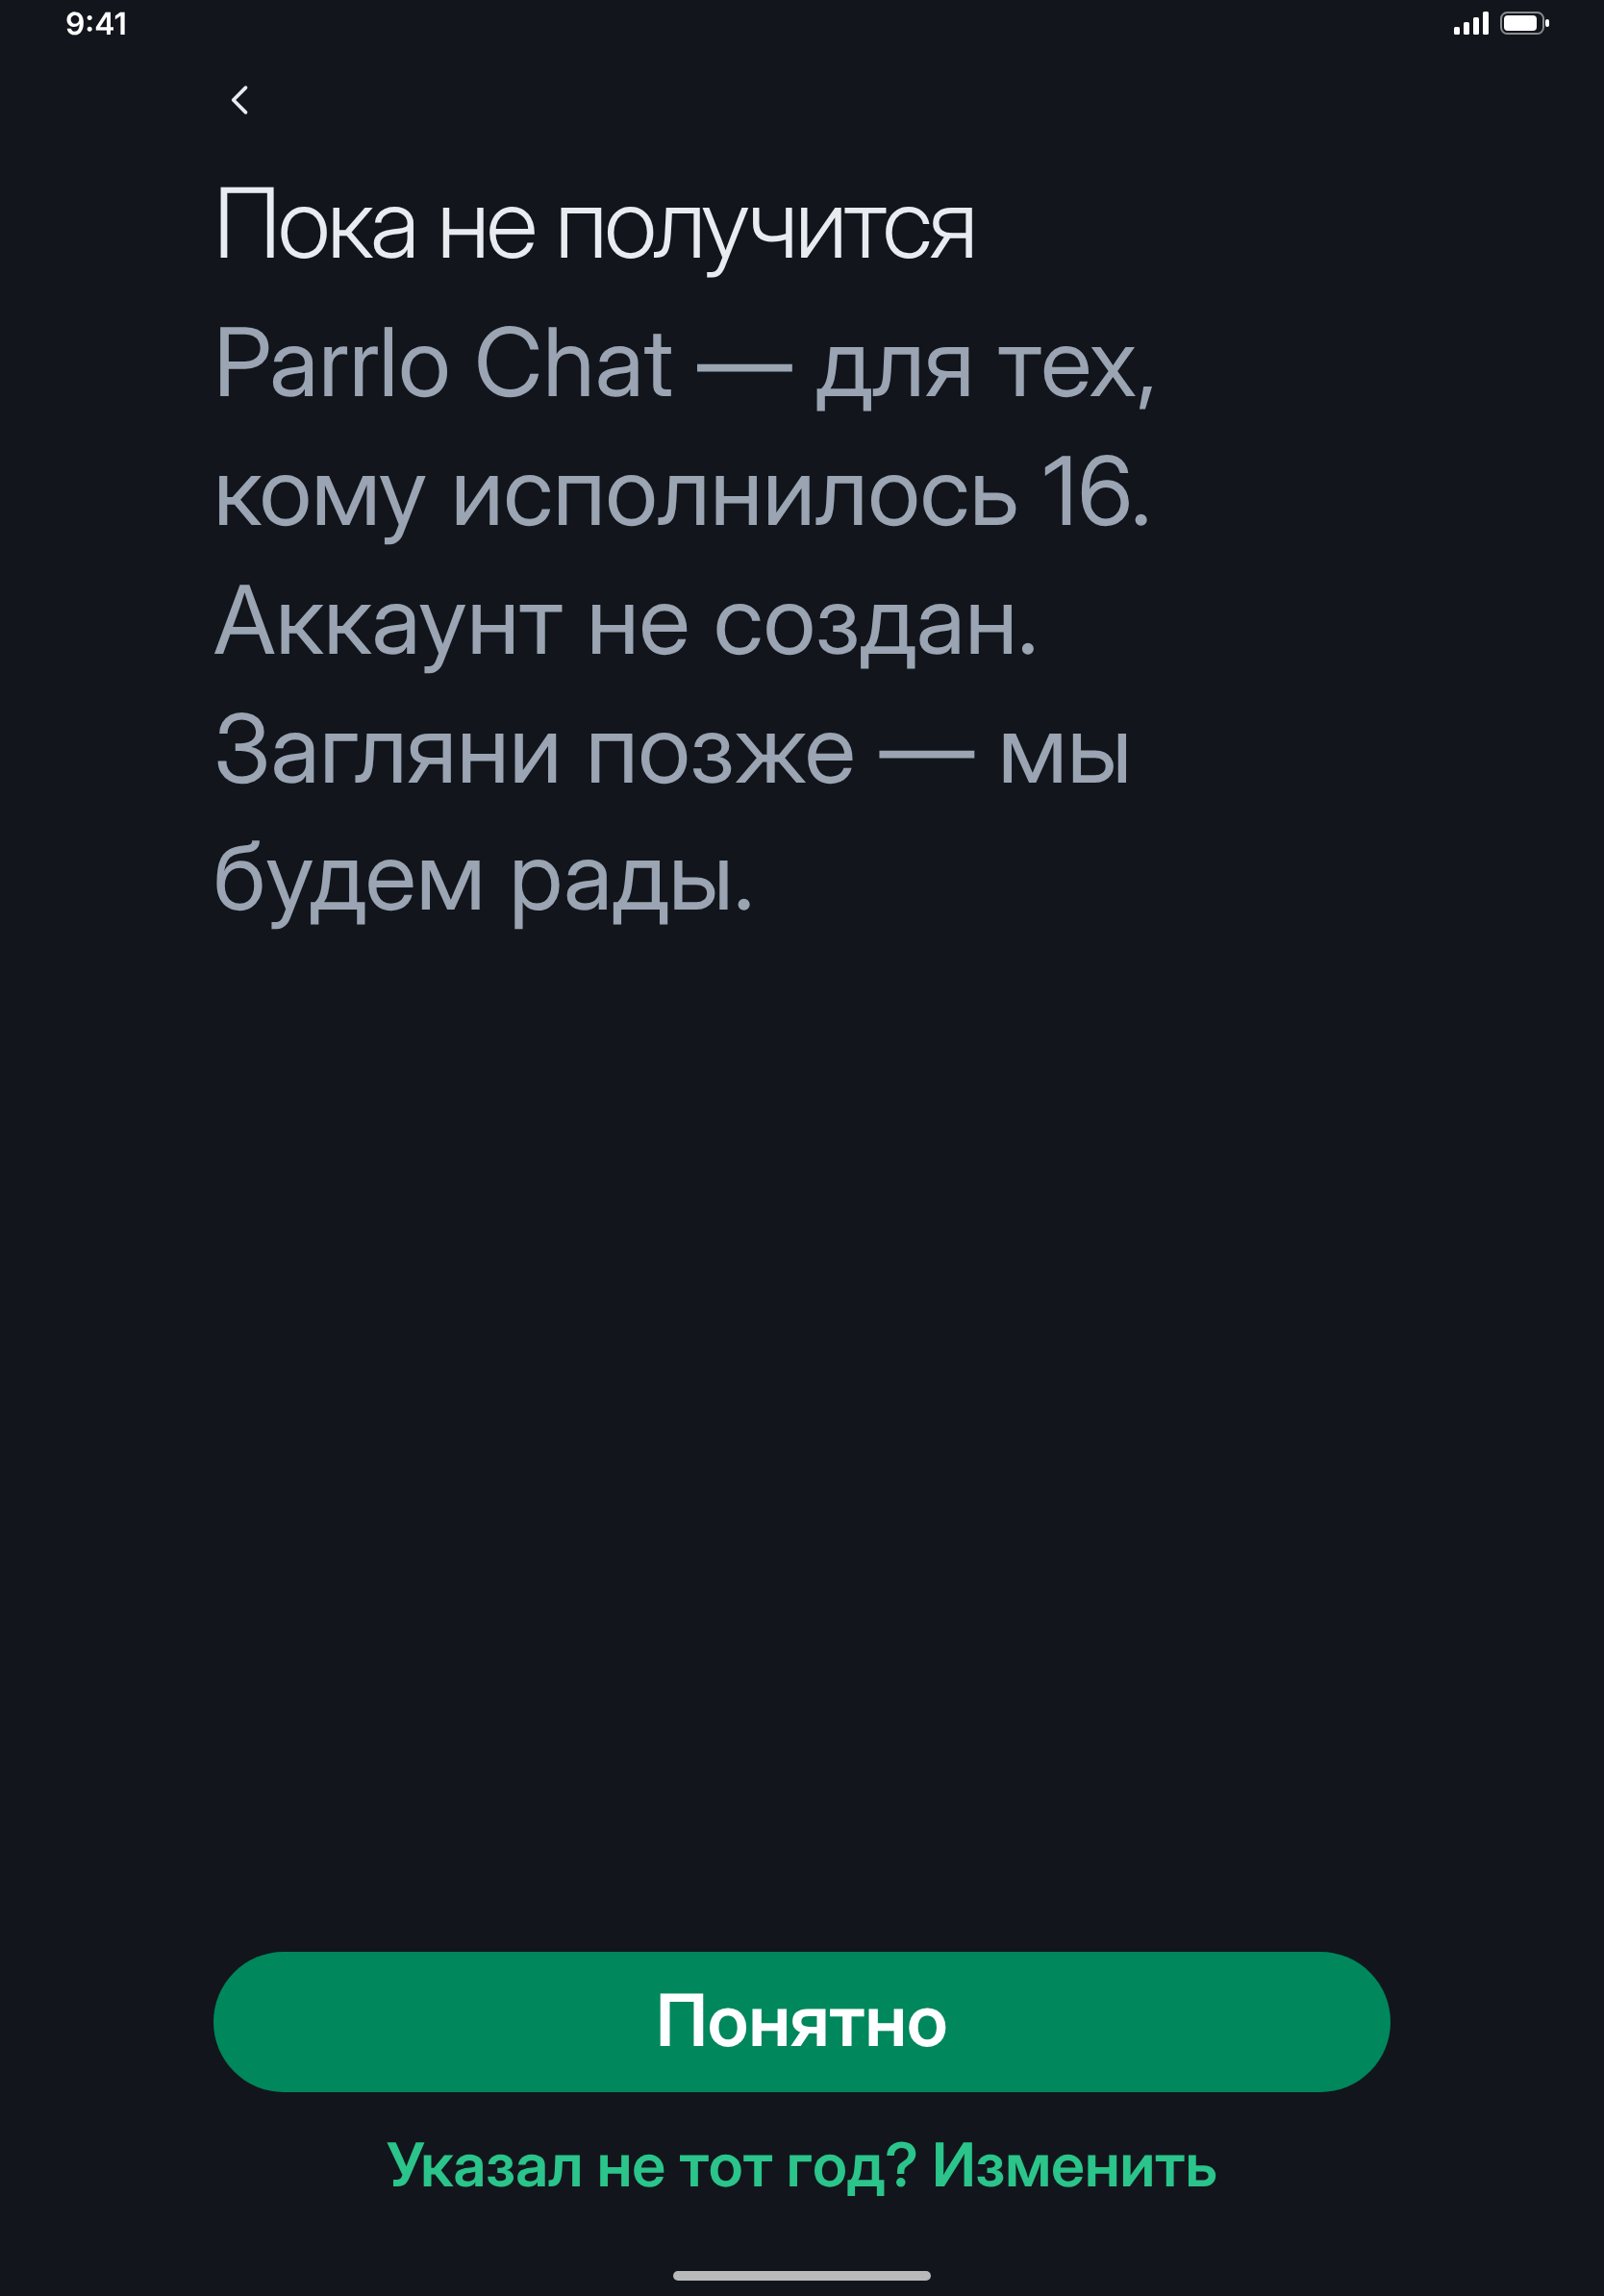 9:41
Пока не получится
Parrlo Chat — для тех,
кому исполнилось 16.
Аккаунт не создан.
Загляни позже — мы
будем рады.
Понятно
Указал не тот год? Изменить